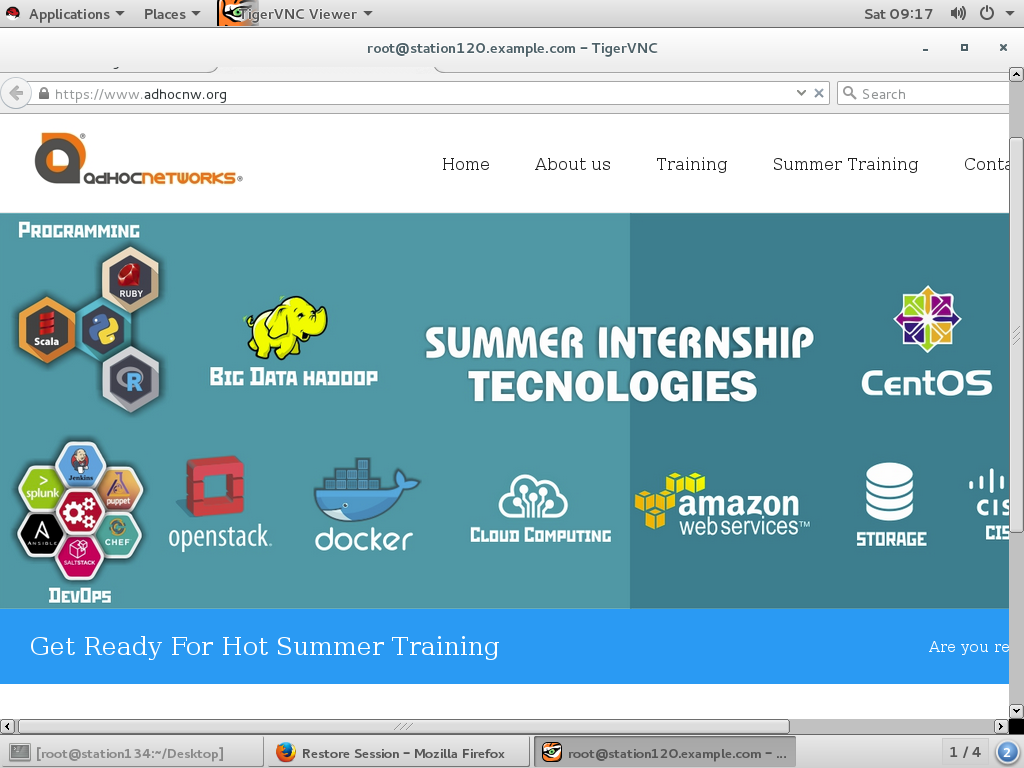 Applications Places TigerVNC Viewer Sat 09:17
root@station120.example.com – TigerVNC
https://www.adhocnw.org Search
adHOCNETWORKS®
Home About us Training Summer Training Conta
PROGRAMMING
RUBY
Scala
R
BIG DATA HADOOP
SUMMER INTERNSHIP
TECNOLOGIES
CentOS
Jenkins
splunk>
puppet
ANSIBLE
CHEF
SALTSTACK
DEVOPS
openstack.
docker
CLOUD COMPUTING
amazon
web services™
STORAGE
CIS
CIS
Get Ready For Hot Summer Training Are you re
[root@station134:~/Desktop] Restore Session – Mozilla Firefox root@station120.example.com – ... 1 / 4 2